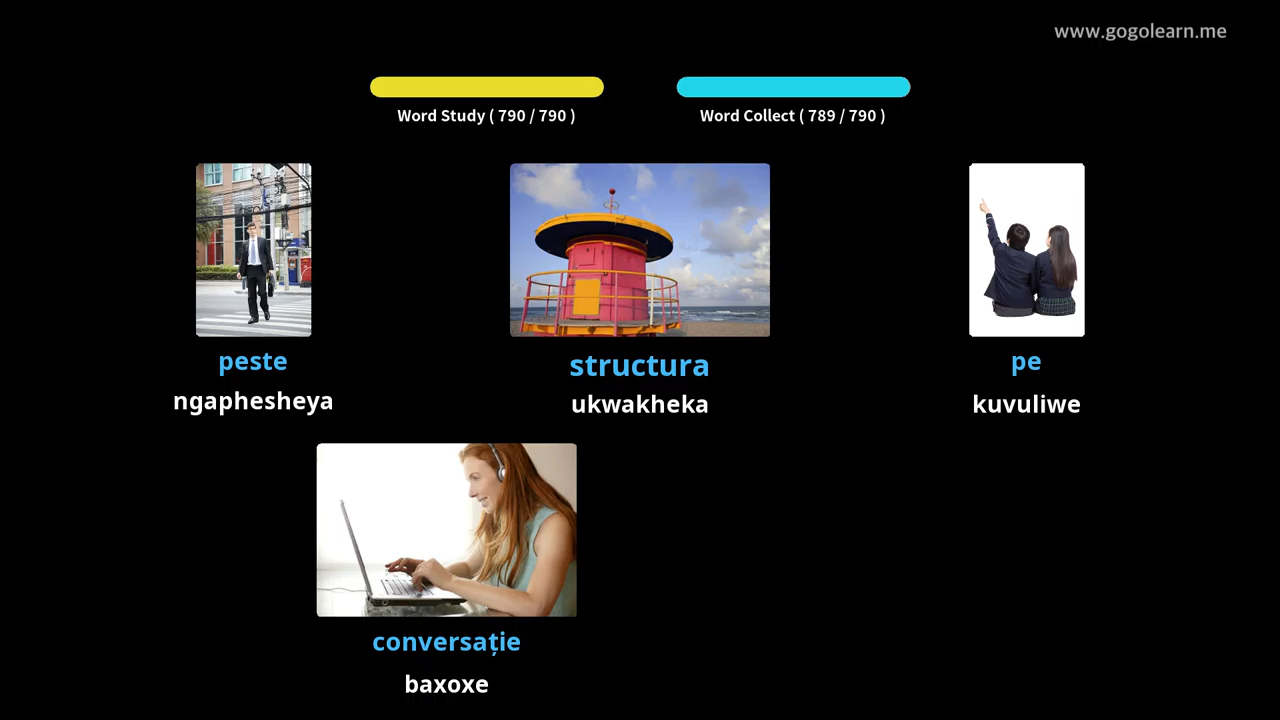 www.gogolearn.me
Word Study ( 790 / 790 )
Word Collect ( 789 / 790 )
peste
ngaphesheya
structura
ukwakheka
pe
kuvuliwe
conversație
baxoxe